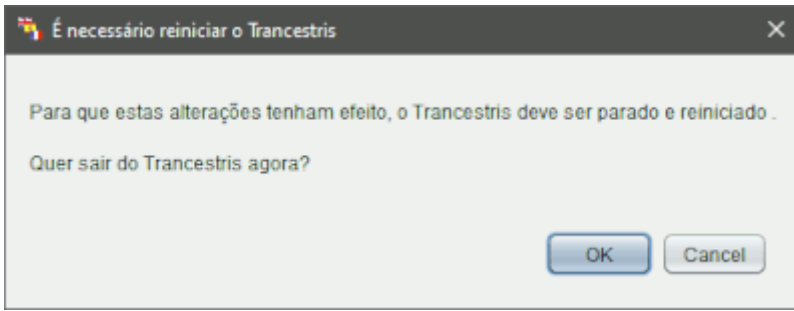 É necessário reiniciar o Trancestris
Para que estas alterações tenham efeito, o Trancestris deve ser parado e reiniciado .
Quer sair do Trancestris agora?
OK
Cancel